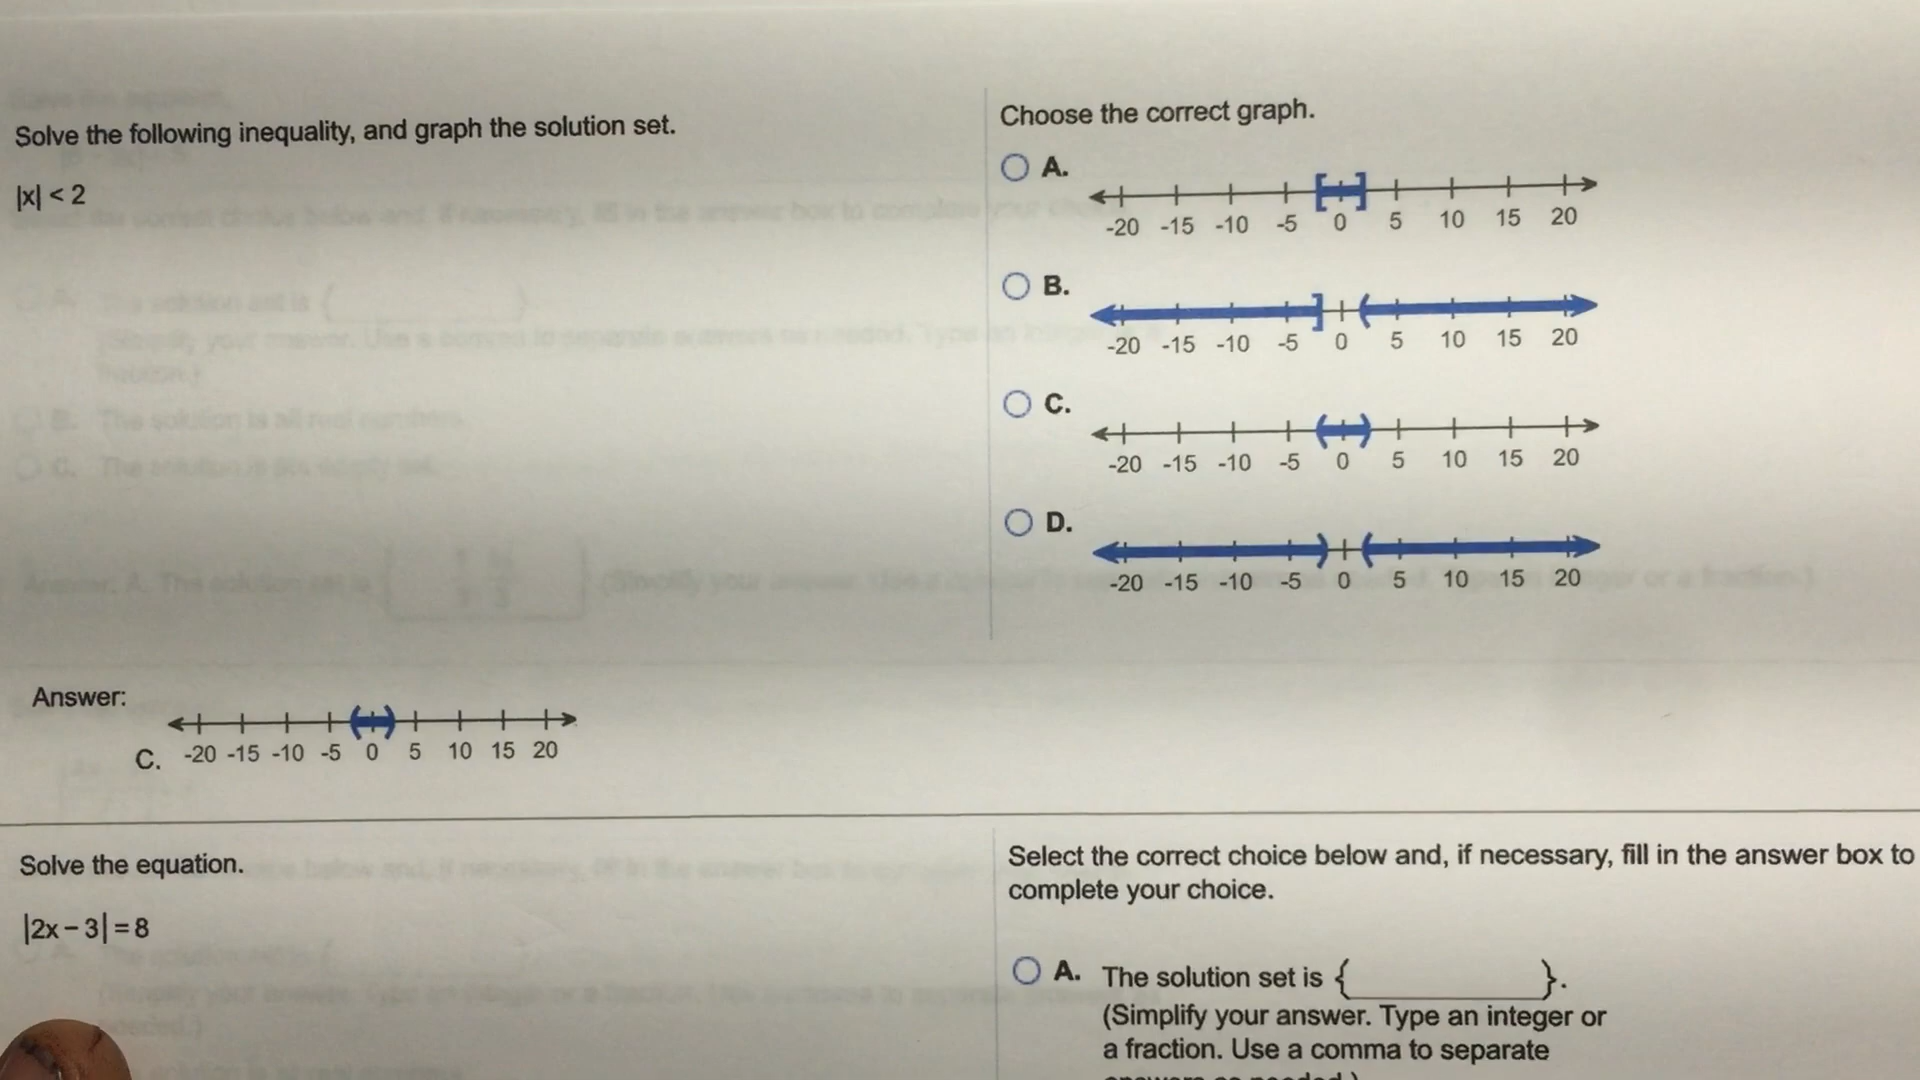 Solve the following inequality, and graph the solution set.
|x| < 2
Choose the correct graph.
A.
-20 -15 -10 -5 0 5 10 15 20
B.
-20 -15 -10 -5 0 5 10 15 20
C.
-20 -15 -10 -5 0 5 10 15 20
D.
-20 -15 -10 -5 0 5 10 15 20
Answer:
C. -20 -15 -10 -5 0 5 10 15 20
Solve the equation.
|2x - 3| = 8
Select the correct choice below and, if necessary, fill in the answer box to
complete your choice.
A. The solution set is { }.
(Simplify your answer. Type an integer or
a fraction. Use a comma to separate